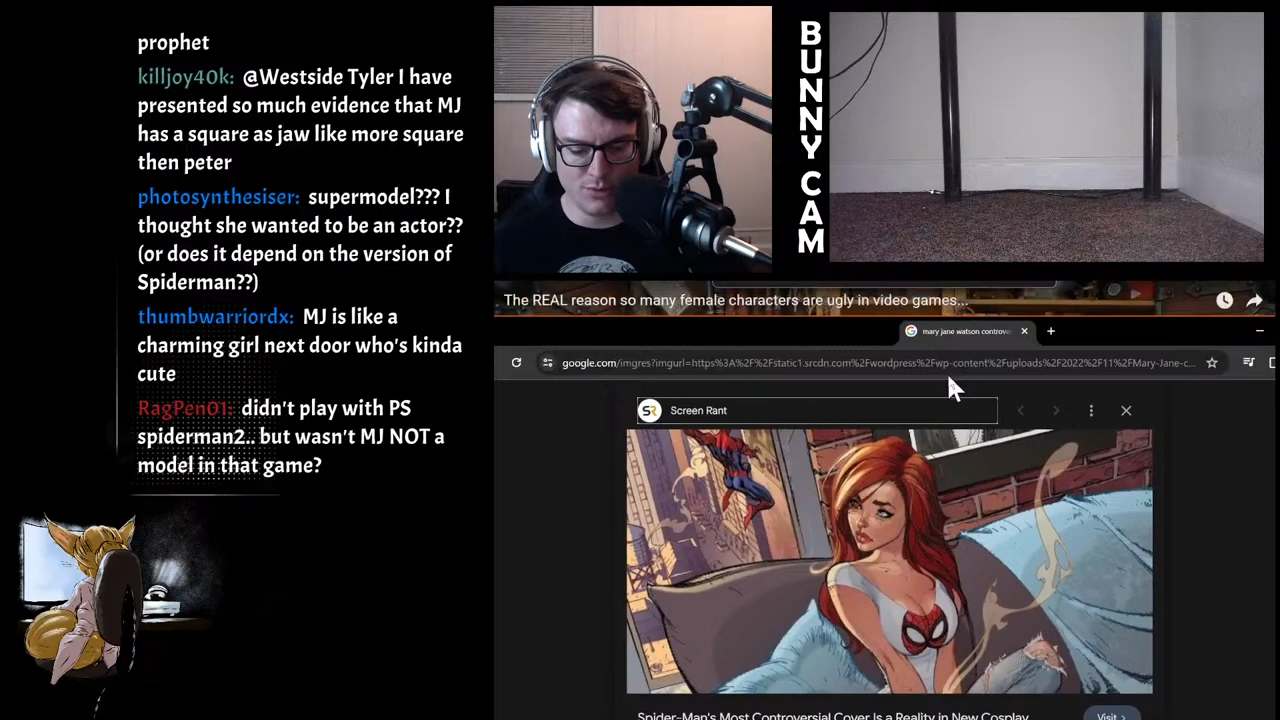 prophet
killjoy40k: @Westside Tyler I have
presented so much evidence that MJ
has a square as jaw like more square
then peter
photosynthesiser: supermodel??? I
thought she wanted to be an actor??
(or does it depend on the version of
Spiderman??)
thumbwarriordx: MJ is like a
charming girl next door who's kinda
cute
RagPen01: didn't play with PS
spiderman2.. but wasn't MJ NOT a
model in that game?
BUNNY CAM
The REAL reason so many female characters are ugly in video games...
mary jane watson controve
google.com/imgres?imgurl=https%3A%2F%2Fstatic1.srcdn.com%2Fwordpress%2Fwp-content%2Fuploads%2F2022%2F11%2FMary-Jane-c...
SR Screen Rant
Spider-Man's Most Controversial Cover Is a Reality in New Cosplay
Visit >